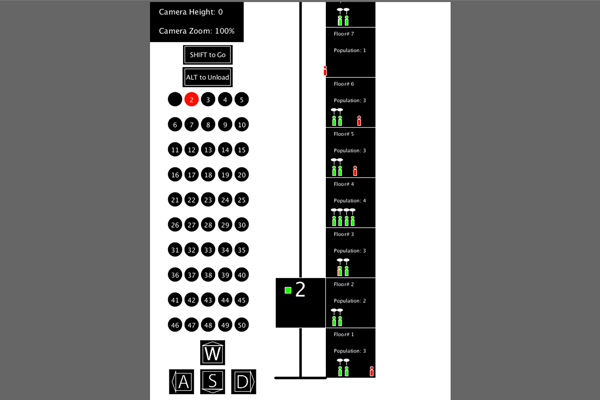 Camera Height: 0
Camera Zoom: 100%
SHIFT to Go
ALT to Unload
2 3 4 5
6 7 8 9 10
11 12 13 14 15
16 17 18 19 20
21 22 23 24 25
26 27 28 29 30
31 32 33 34 35
36 37 38 39 40
41 42 43 44 45
46 47 48 49 50
W
A S D
2
Floor# 7
Population: 1
Floor# 6
Population: 3
Floor# 5
Population: 3
Floor# 4
Population: 4
Floor# 3
Population: 3
Floor# 2
Population: 2
Floor# 1
Population: 3